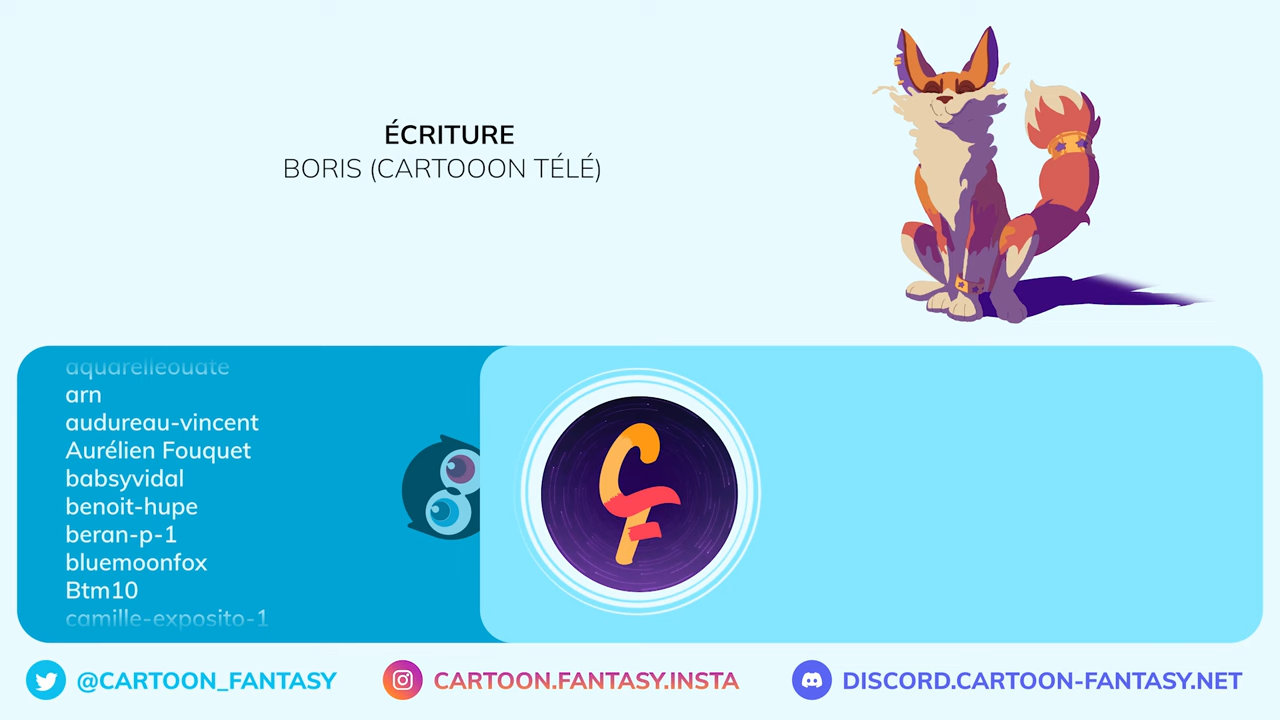 ÉCRITURE
BORIS (CARTOOON TÉLÉ)
aquarelleouate
arn
audureau-vincent
Aurélien Fouquet
babsyvidal
benoit-hupe
beran-p-1
bluemoonfox
Btm10
camille-exposito-1
CF
@CARTOON_FANTASY
CARTOON.FANTASY.INSTA
DISCORD.CARTOON-FANTASY.NET